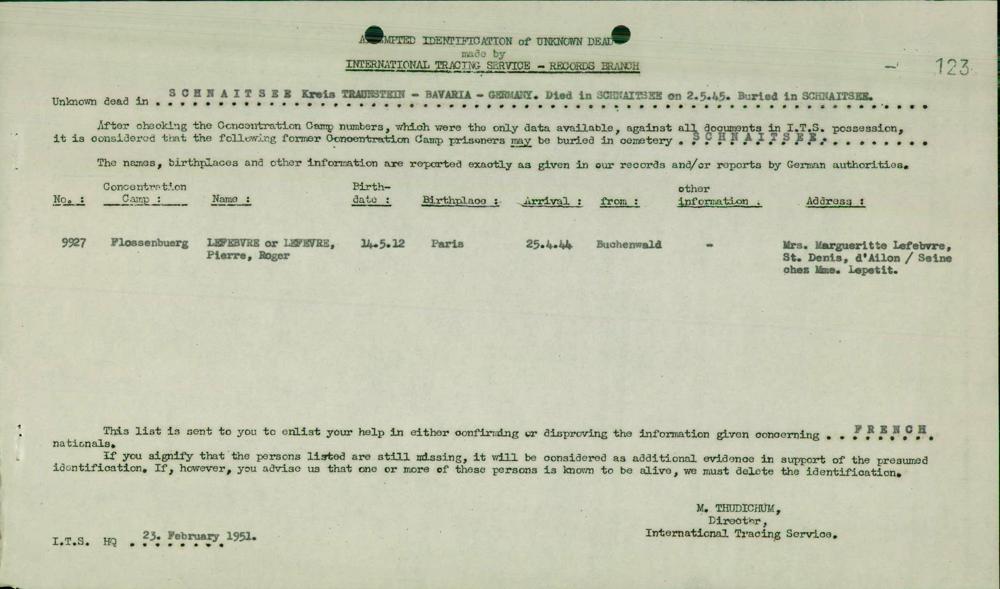 ATTEMPTED IDENTIFICATION of UNKNOWN DEAD
made by
INTERNATIONAL TRACING SERVICE - RECORDS BRANCH
- 123
Unknown dead in . SCHNAITSEE Kreis TRAUNSTEIN - BAVARIA - GERMANY. Died in SCHNAITSEE on 2.5.45. Buried in SCHNAITSEE.
After checking the Concentration Camp numbers, which were the only data available, against all documents in I.T.S. possession,
it is considered that the following former Concentration Camp prisoners may be buried in cemetery . SCHNAITSEE.
The names, birthplaces and other information are reported exactly as given in our records and/or reports by German authorities.
No. : Concentration Camp : Name : Birth-date : Birthplace : Arrival : from : other information : Address :
9927 Flossenbuerg LEFEBVRE or LEFEVRE, 14.5.12 Paris 25.4.44 Buchenwald - Mrs. Margueritte Lefebvre,
Pierre, Roger St. Denis, d'Ailon / Seine
chez Mme. Lepetit.
This list is sent to you to enlist your help in either confirming or disproving the information given concerning . . FRENCH
nationals.
If you signify that the persons listed are still missing, it will be considered as additional evidence in support of the presumed
identification. If, however, you advise us that one or more of these persons is known to be alive, we must delete the identification.
M. THUDICHUM,
Director,
International Tracing Service.
I.T.S. HQ . 23. February 1951.